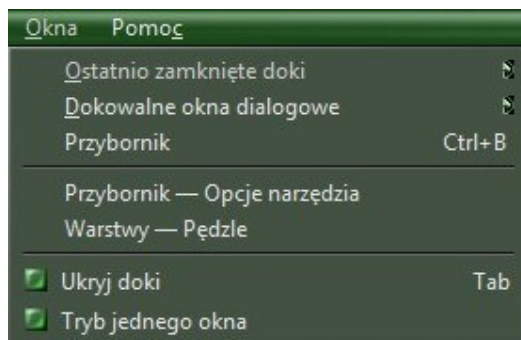 Okna Pomoc
Ostatnio zamknięte doki
Dokowalne okna dialogowe
Przybornik Ctrl+B
Przybornik — Opcje narzędzia
Warstwy — Pędzle
Ukryj doki Tab
Tryb jednego okna